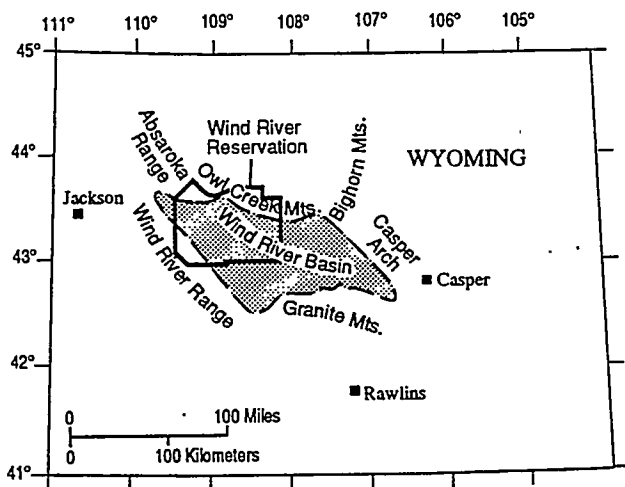 111° 110° 109° 108° 107° 106° 105°
45°
44°
43°
42°
41°
Absaroka
Range
Wind River
Reservation
Bighorn Mts.
WYOMING
Owl Creek Mts.
Jackson
Wind River Basin
Casper
Arch
Wind River Range
Casper
Granite Mts.
Rawlins
0 100 Miles
0 100 Kilometers